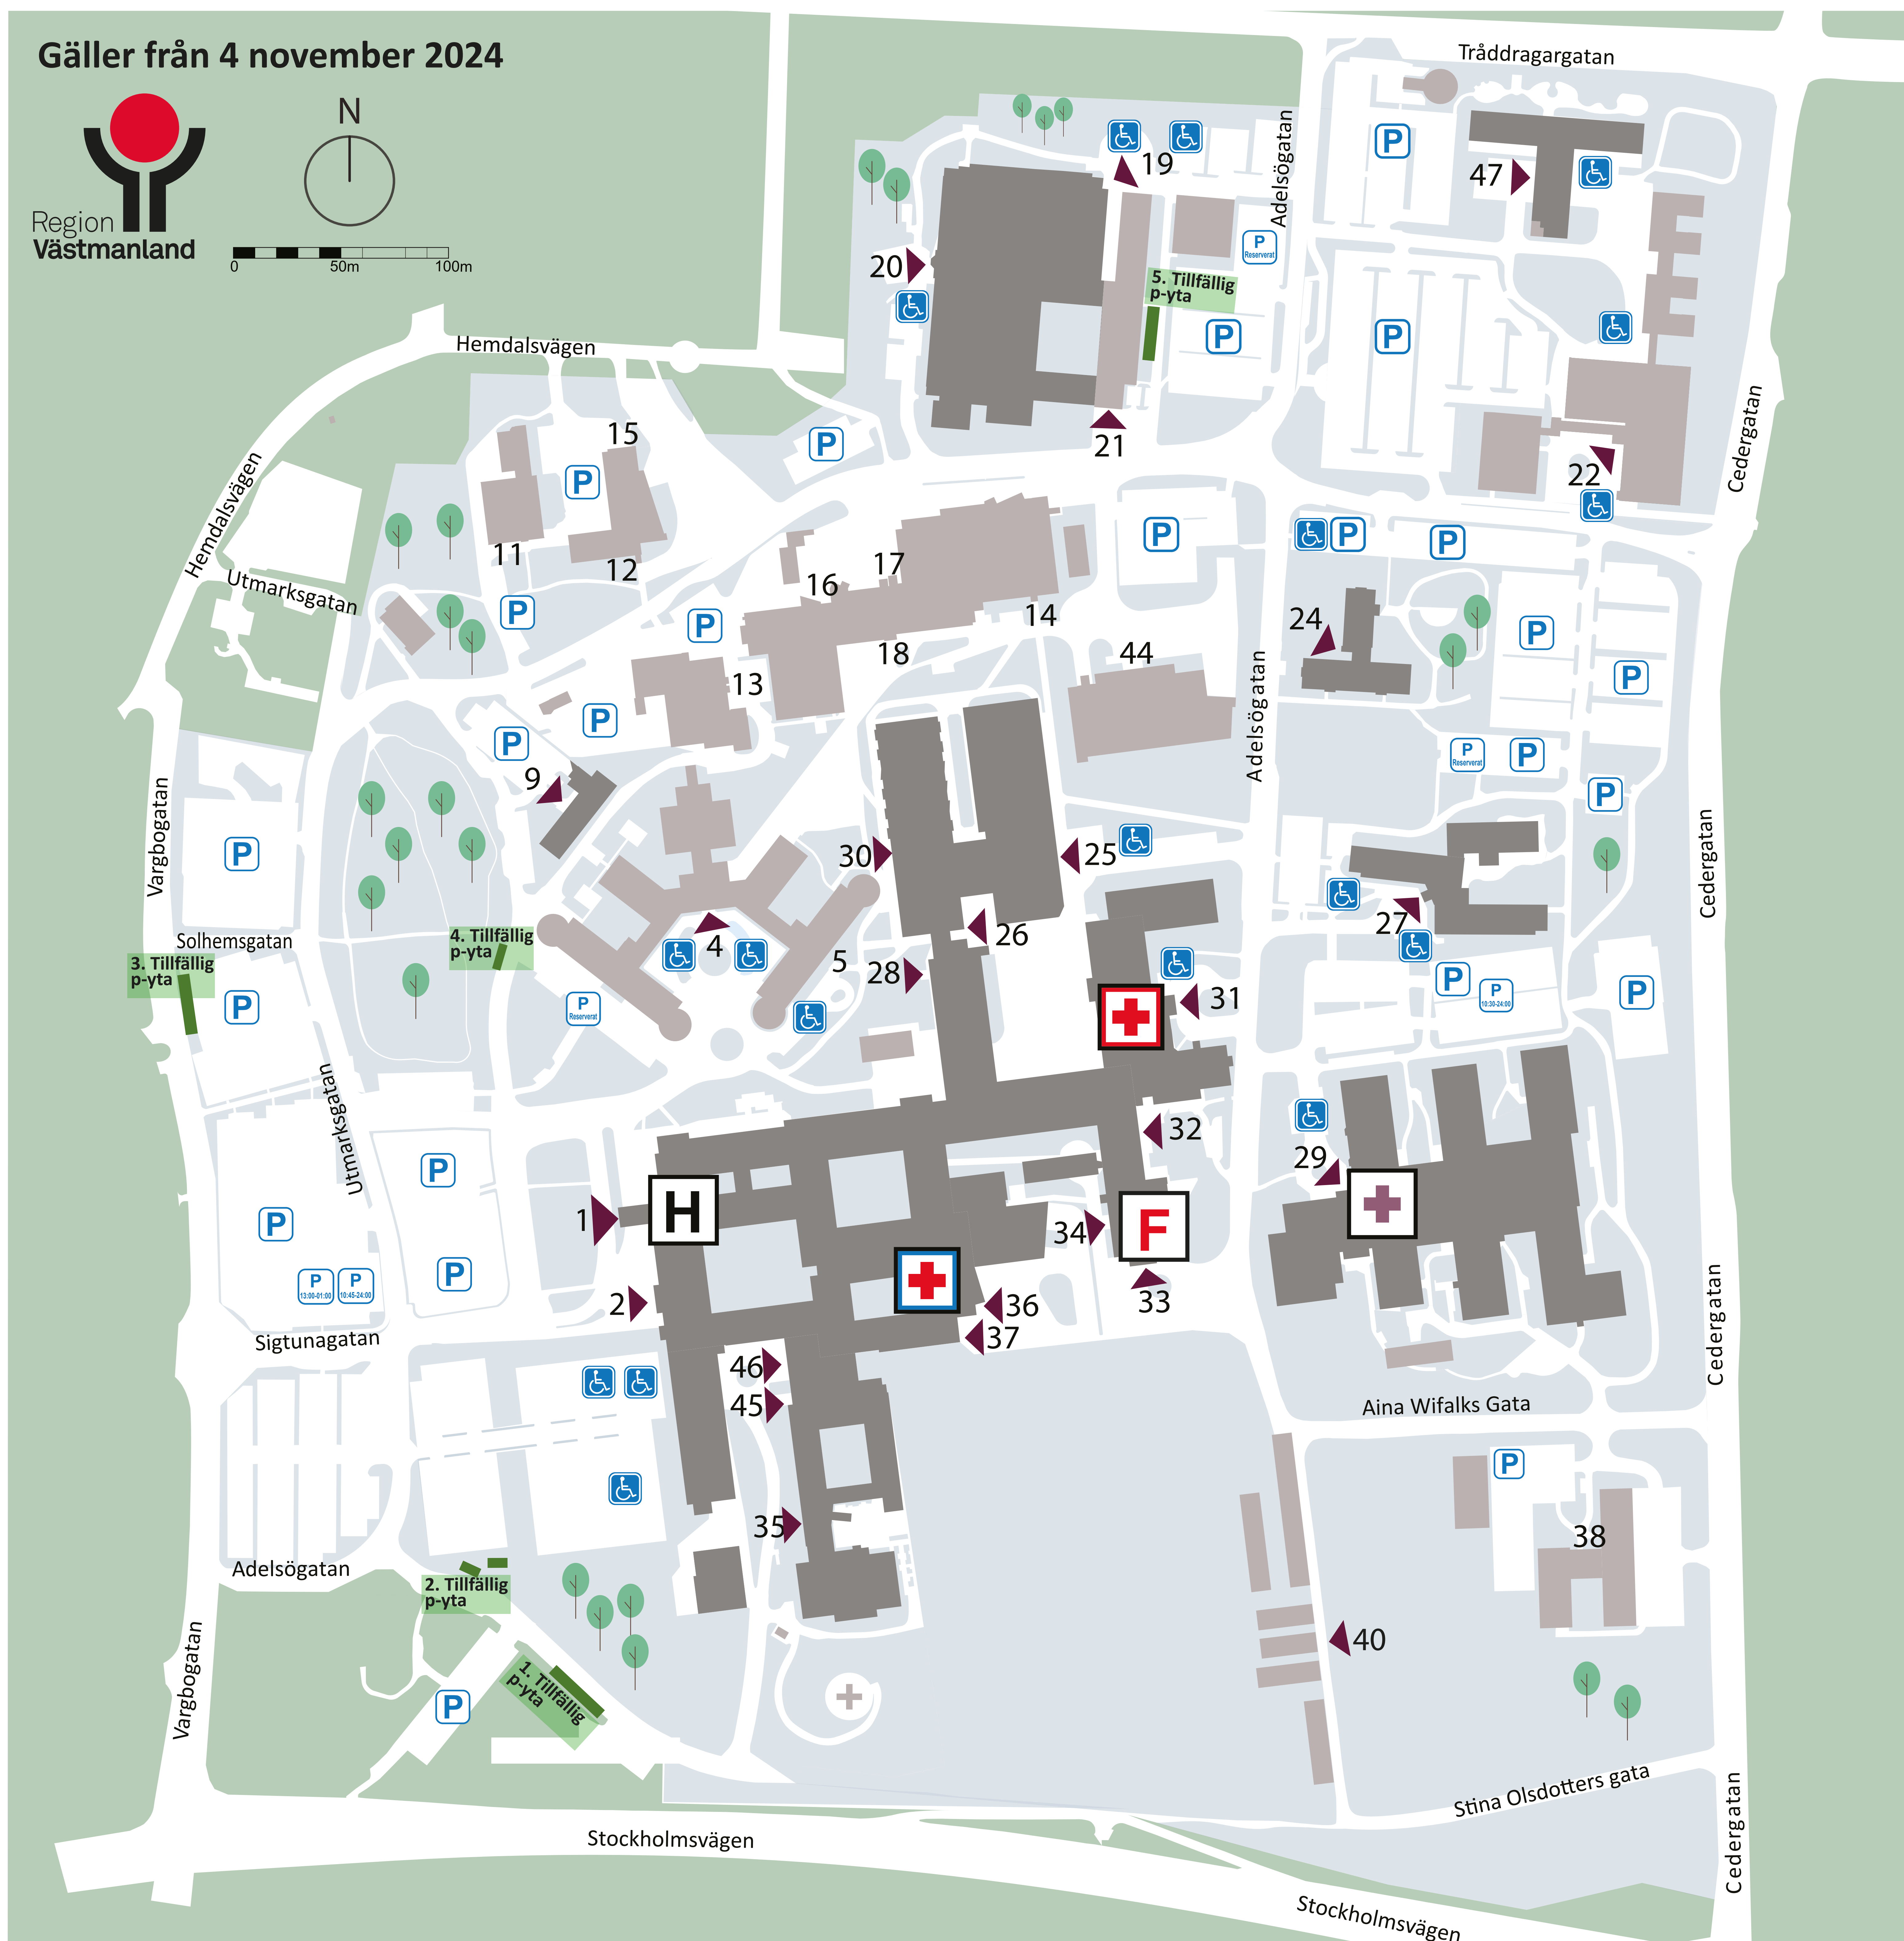 Gäller från 4 november 2024
Region
Västmanland
N
0 50m 100m
Tråddragargatan
Adelsögatan
19
47
P
20
P
Reserverat
5. Tillfällig
p-yta
P
P
Hemdalsvägen
Cedergatan
15
P
P
21
22
Hemdalsvägen
11
12
17
16
P
P
P
Utmarksgatan
P
P
14
24
P
18
44
P
13
P
P
Adelsögatan
P
Reserverat
P
9
P
Vargbogatan
P
30
25
Cedergatan
27
Solhemsgatan
4. Tillfällig
p-yta
4
5
26
28
3. Tillfällig
p-yta
P
P
Reserverat
31
P
P
10:30-24:00
P
Utmarksgatan
32
29
P
P
1
H
34
F
P
13:00-01:00
P
10:45-24:00
P
2
36
33
37
Sigtunagatan
Cedergatan
46
45
Aina Wifalks Gata
P
35
38
Adelsögatan
2. Tillfällig
p-yta
40
1. Tillfällig
p-yta
Vargbogatan
P
Stina Olsdotters gata
Cedergatan
Stockholmsvägen
Stockholmsvägen